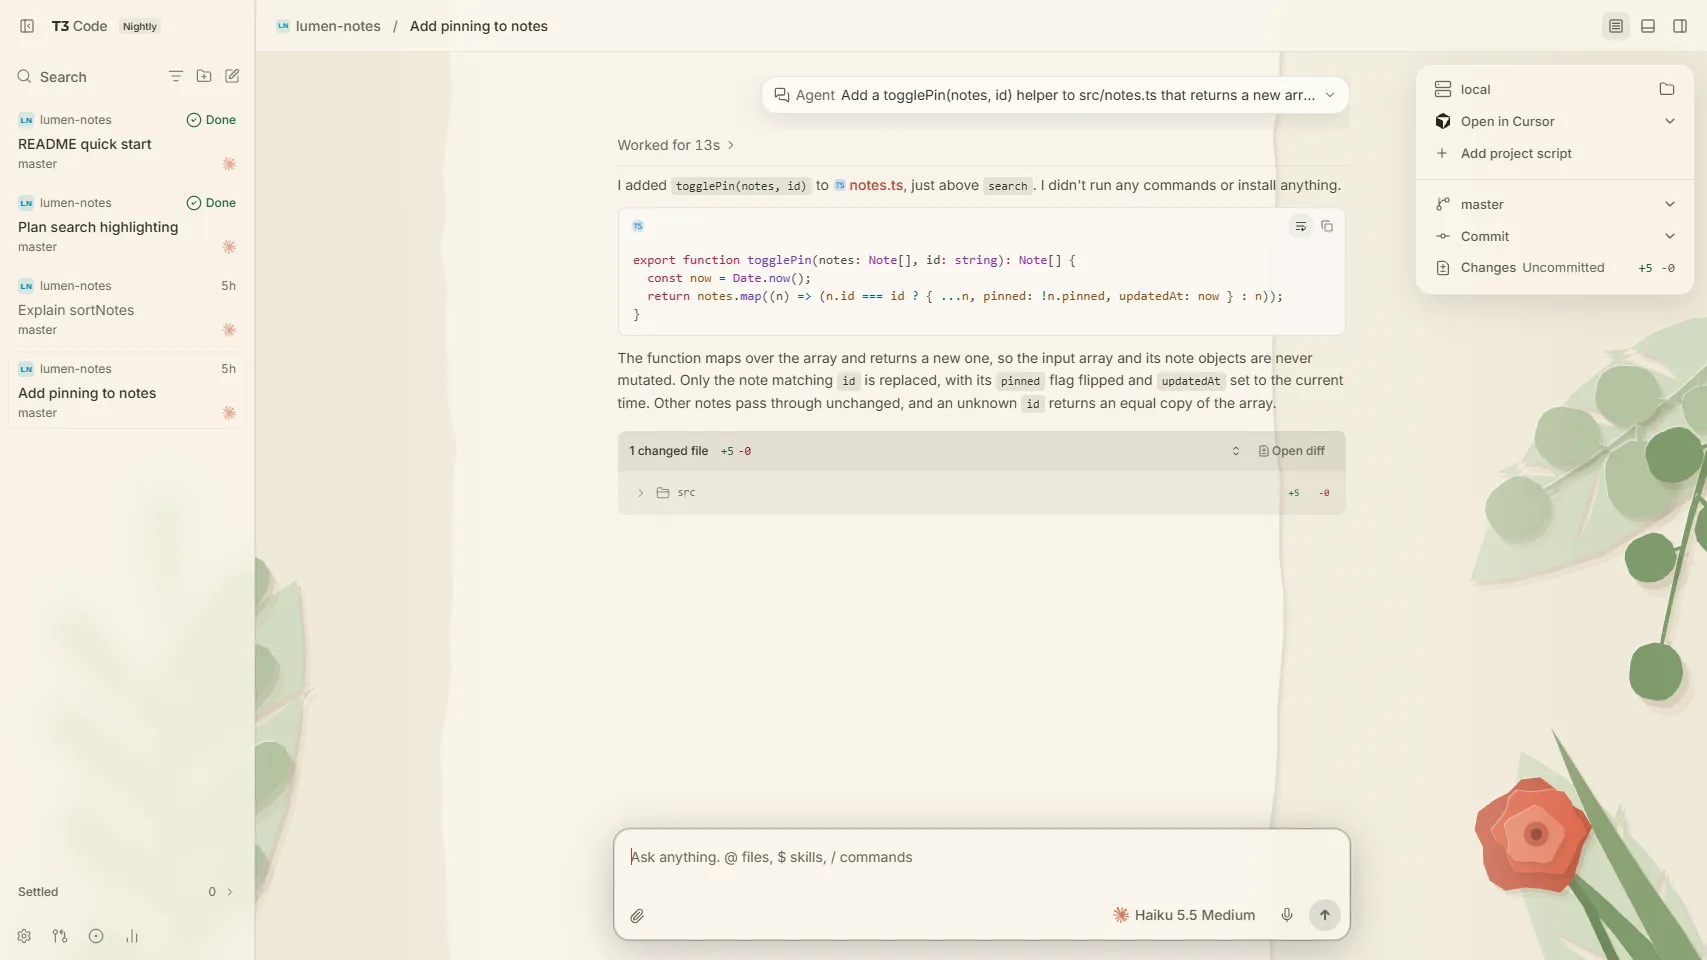 T3 Code Nightly
Search
LN lumen-notes Done
README quick start
master
LN lumen-notes Done
Plan search highlighting
master
LN lumen-notes 5h
Explain sortNotes
master
LN lumen-notes 5h
Add pinning to notes
master
Settled 0
LN lumen-notes / Add pinning to notes
Agent Add a togglePin(notes, id) helper to src/notes.ts that returns a new arr...
Worked for 13s
I added togglePin(notes, id) to TS notes.ts, just above search. I didn't run any commands or install anything.
TS
export function togglePin(notes: Note[], id: string): Note[] {
const now = Date.now();
return notes.map((n) => (n.id === id ? { ...n, pinned: !n.pinned, updatedAt: now } : n));
}
The function maps over the array and returns a new one, so the input array and its note objects are never
mutated. Only the note matching id is replaced, with its pinned flag flipped and updatedAt set to the current
time. Other notes pass through unchanged, and an unknown id returns an equal copy of the array.
1 changed file +5 -0 Open diff
src +5 -0
Ask anything. @ files, $ skills, / commands
Haiku 5.5 Medium
local
Open in Cursor
Add project script
master
Commit
Changes Uncommitted +5 -0